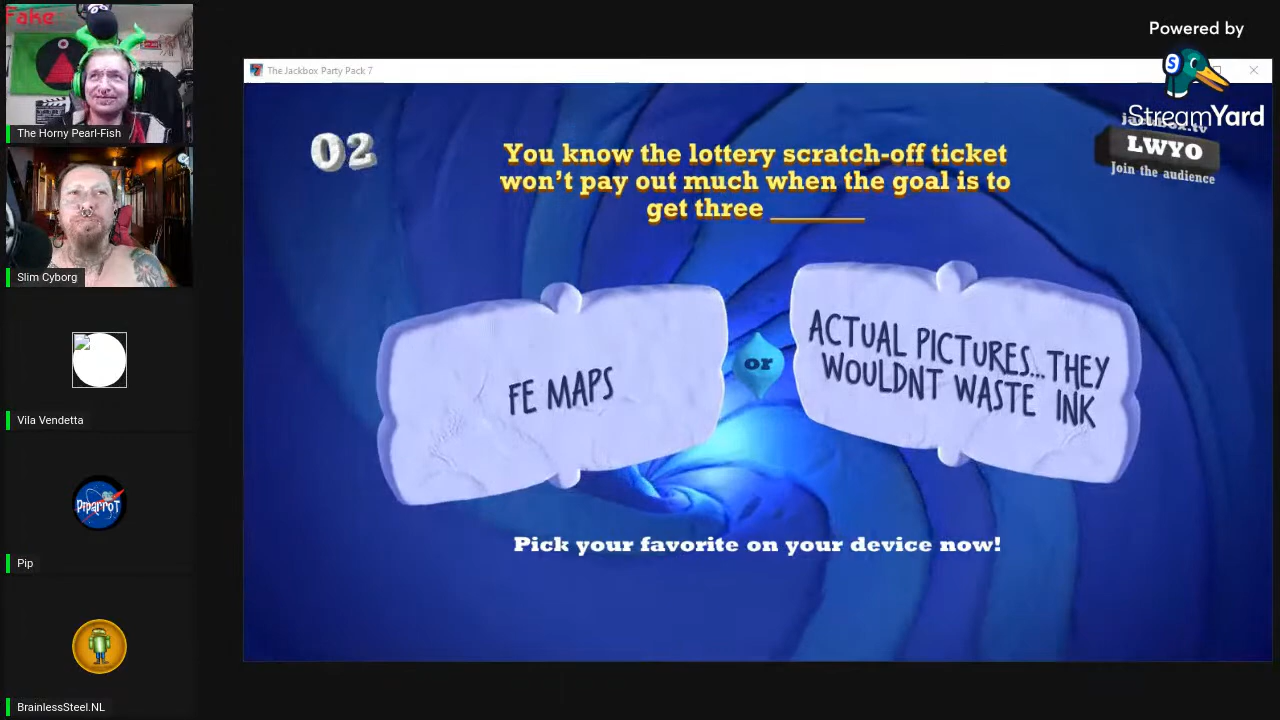 Fake
The Horny Pearl-Fish
Slim Cyborg
Vila Vendetta
PipparroT
Pip
BrainlessSteel.NL
The Jackbox Party Pack 7
Powered by
S
StreamYard
jackbox.tv
LWYO
Join the audience
02
You know the lottery scratch-off ticket
won't pay out much when the goal is to
get three ______
FE MAPS
or
ACTUAL PICTURES...THEY
WOULDNT WASTE INK
Pick your favorite on your device now!